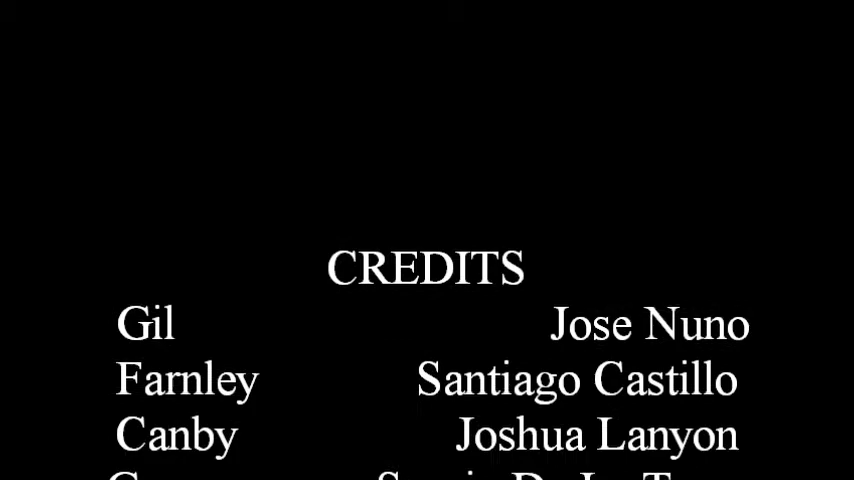 CREDITS
Gil Jose Nuno
Farnley Santiago Castillo
Canby Joshua Lanyon